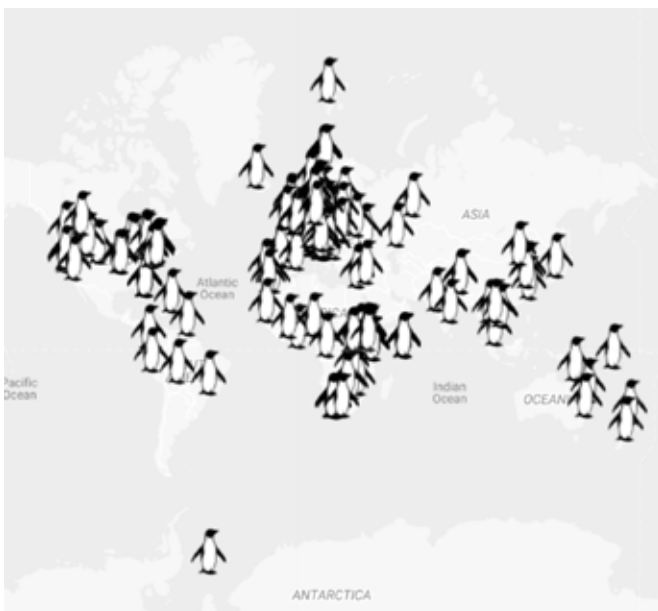 ASIA
Atlantic
Ocean
Pacific
Ocean
Indian
Ocean
OCEAN
ANTARCTICA